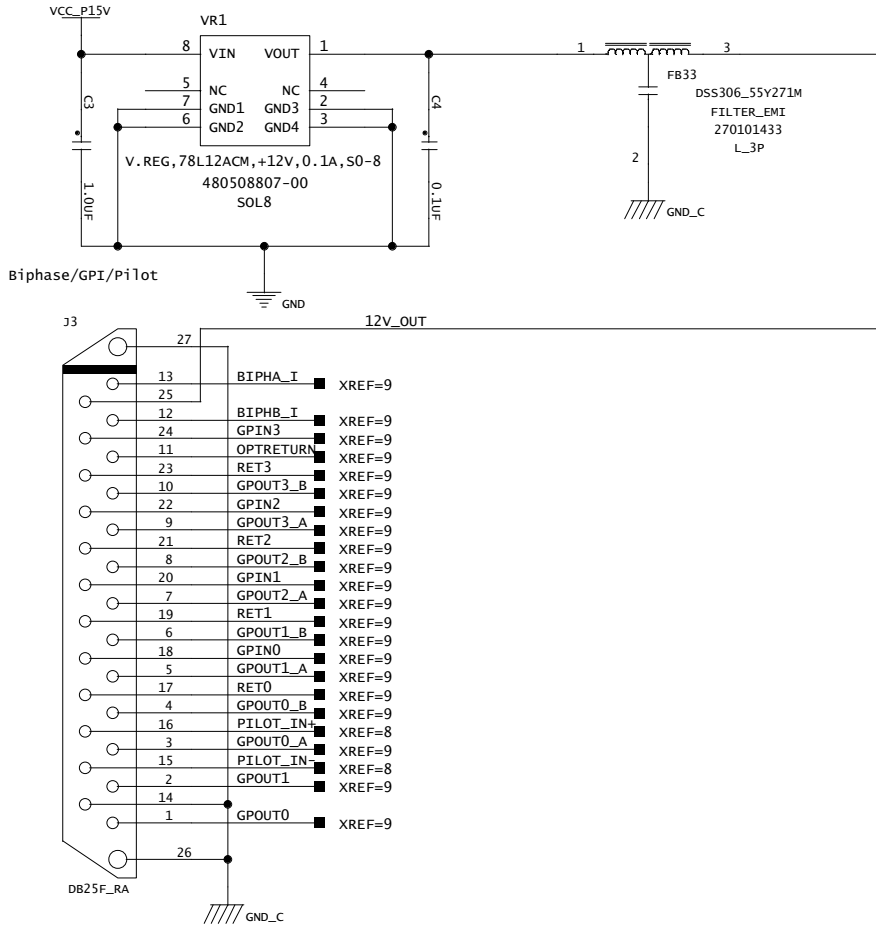 VCC_P15V
VR1
8 VIN VOUT 1
5 NC NC 4
7 GND1 GND3 2
6 GND2 GND4 3
C3
1.0UF
C4
0.1UF
V.REG,78L12ACM,+12V,0.1A,SO-8
480508807-00
SOL8
1 3
FB33
DSS306_55Y271M
FILTER_EMI
270101433
L_3P
2
GND_C
Biphase/GPI/Pilot
GND
J3
12V_OUT
27
13 BIPHA_I XREF=9
25
12 BIPHB_I XREF=9
24 GPIN3 XREF=9
11 OPTRETURN XREF=9
23 RET3 XREF=9
10 GPOUT3_B XREF=9
22 GPIN2 XREF=9
9 GPOUT3_A XREF=9
21 RET2 XREF=9
8 GPOUT2_B XREF=9
20 GPIN1 XREF=9
7 GPOUT2_A XREF=9
19 RET1 XREF=9
6 GPOUT1_B XREF=9
18 GPIN0 XREF=9
5 GPOUT1_A XREF=9
17 RET0 XREF=9
4 GPOUT0_B XREF=9
16 PILOT_IN+ XREF=8
3 GPOUT0_A XREF=9
15 PILOT_IN- XREF=8
2 GPOUT1 XREF=9
14
1 GPOUT0 XREF=9
26
DB25F_RA
GND_C